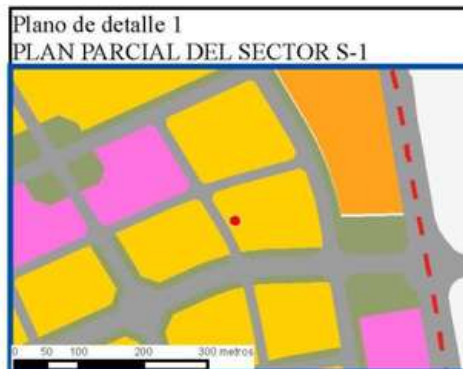 Plano de detalle 1
PLAN PARCIAL DEL SECTOR S-1
0 50 100 200 300 metros